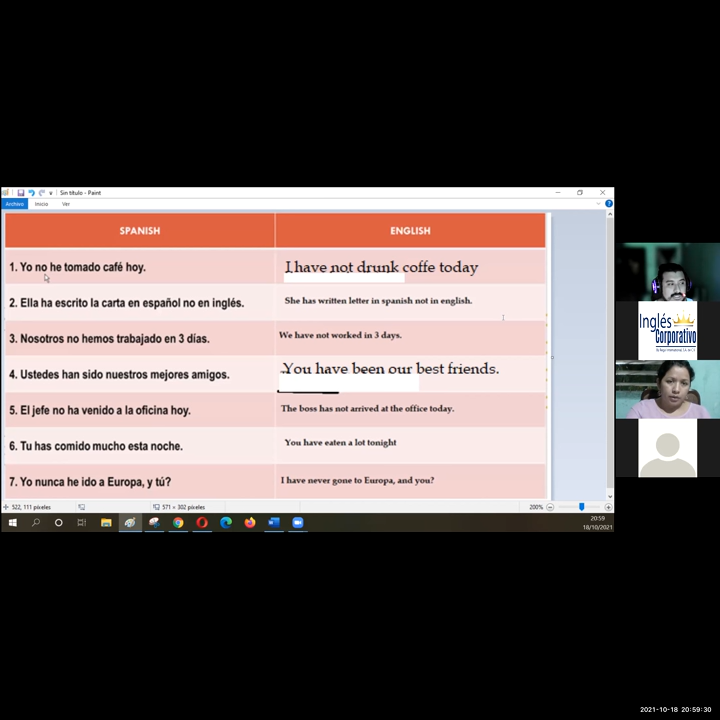 Sin título - Paint
Archivo Inicio Ver
SPANISH ENGLISH
1. Yo no he tomado café hoy. I have not drunk coffe today
2. Ella ha escrito la carta en español no en inglés. She has written letter in spanish not in english.
3. Nosotros no hemos trabajado en 3 días. We have not worked in 3 days.
4. Ustedes han sido nuestros mejores amigos. .You have been our best friends.
5. El jefe no ha venido a la oficina hoy. The boss has not arrived at the office today.
6. Tu has comido mucho esta noche. You have eaten a lot tonight
7. Yo nunca he ido a Europa, y tú? I have never gone to Europa, and you?
522, 111 píxeles 571 × 302 píxeles 200%
20:59
18/10/2021
Inglés
Corporativo
2021-10-18 20:59:30